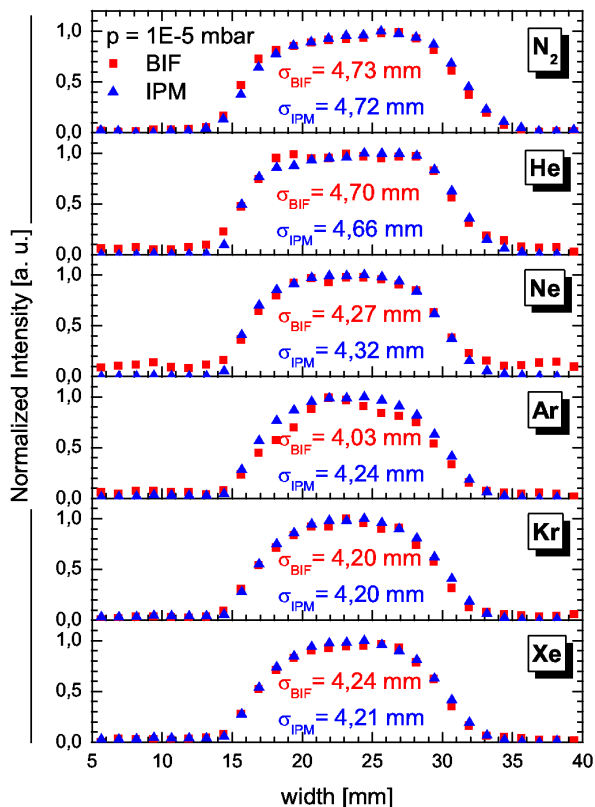 p = 1E-5 mbar
BIF
IPM
N2
σBIF= 4,73 mm
σIPM= 4,72 mm
1,0
0,5
1,0
0,0
He
σBIF= 4,70 mm
σIPM= 4,66 mm
0,5
1,0
0,0
Ne
σBIF= 4,27 mm
σIPM= 4,32 mm
0,5
1,0
0,0
Ar
σBIF= 4,03 mm
σIPM= 4,24 mm
0,5
1,0
0,0
Kr
σBIF= 4,20 mm
σIPM= 4,20 mm
0,5
1,0
0,0
Xe
σBIF= 4,24 mm
σIPM= 4,21 mm
0,5
0,0
5 10 15 20 25 30 35 40
width [mm]
Normalized Intensity [a. u.]